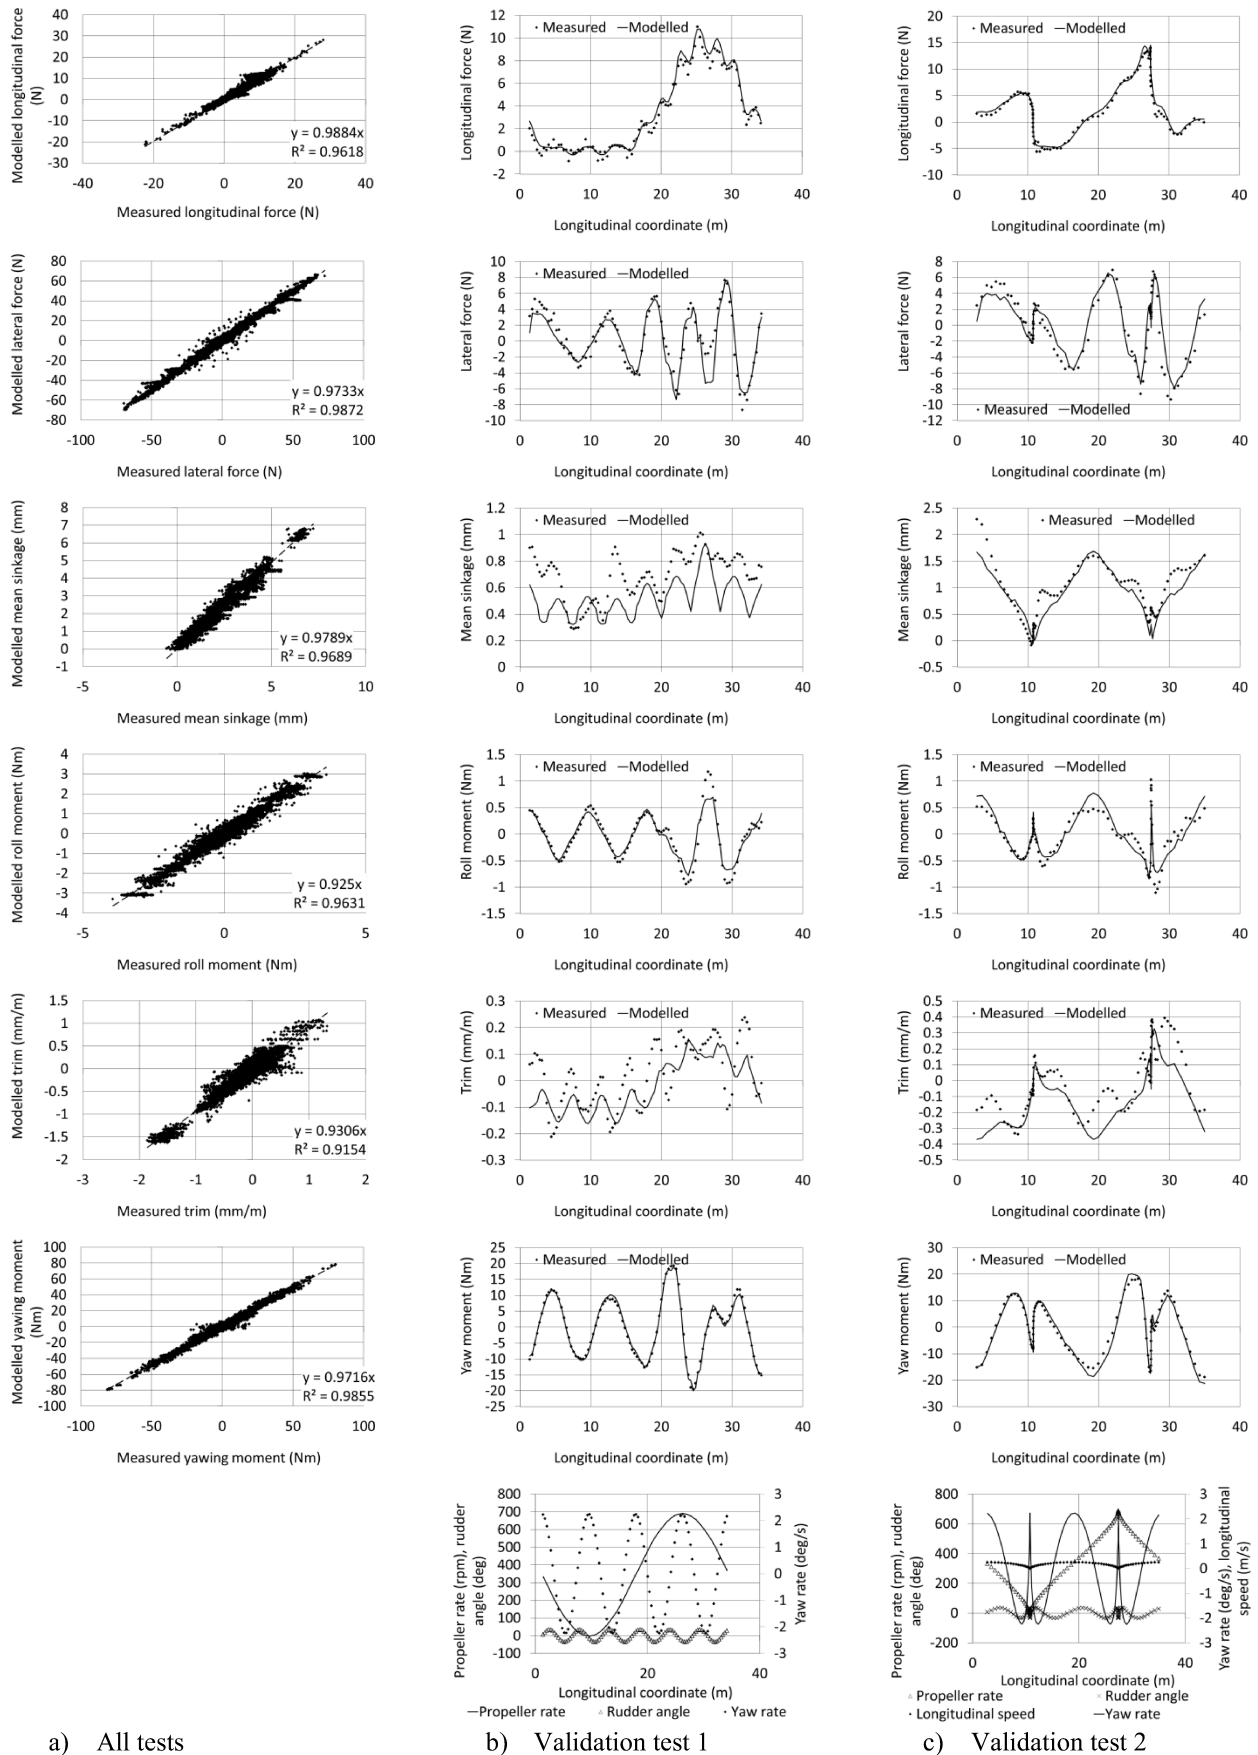 Modelled longitudinal force
(N)
40
30
20
10
0
-10
-20
-30
y = 0.9884x
R² = 0.9618
-20 0 20 40
-40
Measured longitudinal force (N)
Longitudinal force (N)
12
10
8
6
4
2
0
-2
Measured Modelled
0 10 20 30 40
Longitudinal coordinate (m)
Longitudinal force (N)
20
15
10
5
0
-5
-10
Measured Modelled
0 10 20 30 40
Longitudinal coordinate (m)
Modelled lateral force (N)
80
60
40
20
0
-20
-40
-60
-80
y = 0.9733x
R² = 0.9872
-100 -50 0 50 100
Measured lateral force (N)
Lateral force (N)
10
8
6
4
2
0
-2
-4
-6
-8
-10
Measured Modelled
0 10 20 30 40
Longitudinal coordinate (m)
Lateral force (N)
8
6
4
2
0
-2
-4
-6
-8
-10
-12
Measured Modelled
0 10 20 30 40
Longitudinal coordinate (m)
Modelled mean sinkage (mm)
8
7
6
5
4
3
2
1
0
-1
y = 0.9789x
R² = 0.9689
-5 0 5 10
Measured mean sinkage (mm)
Mean sinkage (mm)
1.2
1
0.8
0.6
0.4
0.2
0
Measured Modelled
0 10 20 30 40
Longitudinal coordinate (m)
Mean sinkage (mm)
2.5
2
1.5
1
0.5
0
-0.5
Measured Modelled
0 10 20 30 40
Longitudinal coordinate (m)
Modelled roll moment (Nm)
4
3
2
1
0
-1
-2
-3
-4
y = 0.925x
R² = 0.9631
-5 0 5
Measured roll moment (Nm)
Roll moment (Nm)
1.5
1
0.5
0
-0.5
-1
-1.5
Measured Modelled
0 10 20 30 40
Longitudinal coordinate (m)
Roll moment (Nm)
1.5
1
0.5
0
-0.5
-1
-1.5
Measured Modelled
0 10 20 30 40
Longitudinal coordinate (m)
Modelled trim (mm/m)
1.5
1
0.5
0
-0.5
-1
-1.5
-2
y = 0.9306x
R² = 0.9154
-3 -2 -1 0 1 2
Measured trim (mm/m)
Trim (mm/m)
0.3
0.2
0.1
0
-0.1
-0.2
-0.3
Measured Modelled
0 10 20 30 40
Longitudinal coordinate (m)
Trim (mm/m)
0.5
0.4
0.3
0.2
0.1
0
-0.1
-0.2
-0.3
-0.4
-0.5
Measured Modelled
0 10 20 30 40
Longitudinal coordinate (m)
Modelled yawing moment
(Nm)
100
80
60
40
20
0
-20
-40
-60
-80
-100
y = 0.9716x
R² = 0.9855
-100 -50 0 50 100
Measured yawing moment (Nm)
Yaw moment (Nm)
25
20
15
10
5
0
-5
-10
-15
-20
-25
Measured Modelled
0 10 20 30 40
Longitudinal coordinate (m)
Yaw moment (Nm)
30
20
10
0
-10
-20
-30
Measured Modelled
0 10 20 30 40
Longitudinal coordinate (m)
Propeller rate (rpm), rudder
angle (deg)
800
700
600
500
400
300
200
100
0
-100
3
2
1
0
-1
-2
-3
Yaw rate (deg/s)
0 20 40
Longitudinal coordinate (m)
Propeller rate Rudder angle Yaw rate
Propeller rate (rpm), rudder
angle (deg)
800
600
400
200
0
-200
3
2
1
0
-1
-2
-3
Yaw rate (deg/s), longitudinal
speed (m/s)
0 20 40
Longitudinal coordinate (m)
Propeller rate Rudder angle
Longitudinal speed Yaw rate
a) All tests
b) Validation test 1
c) Validation test 2